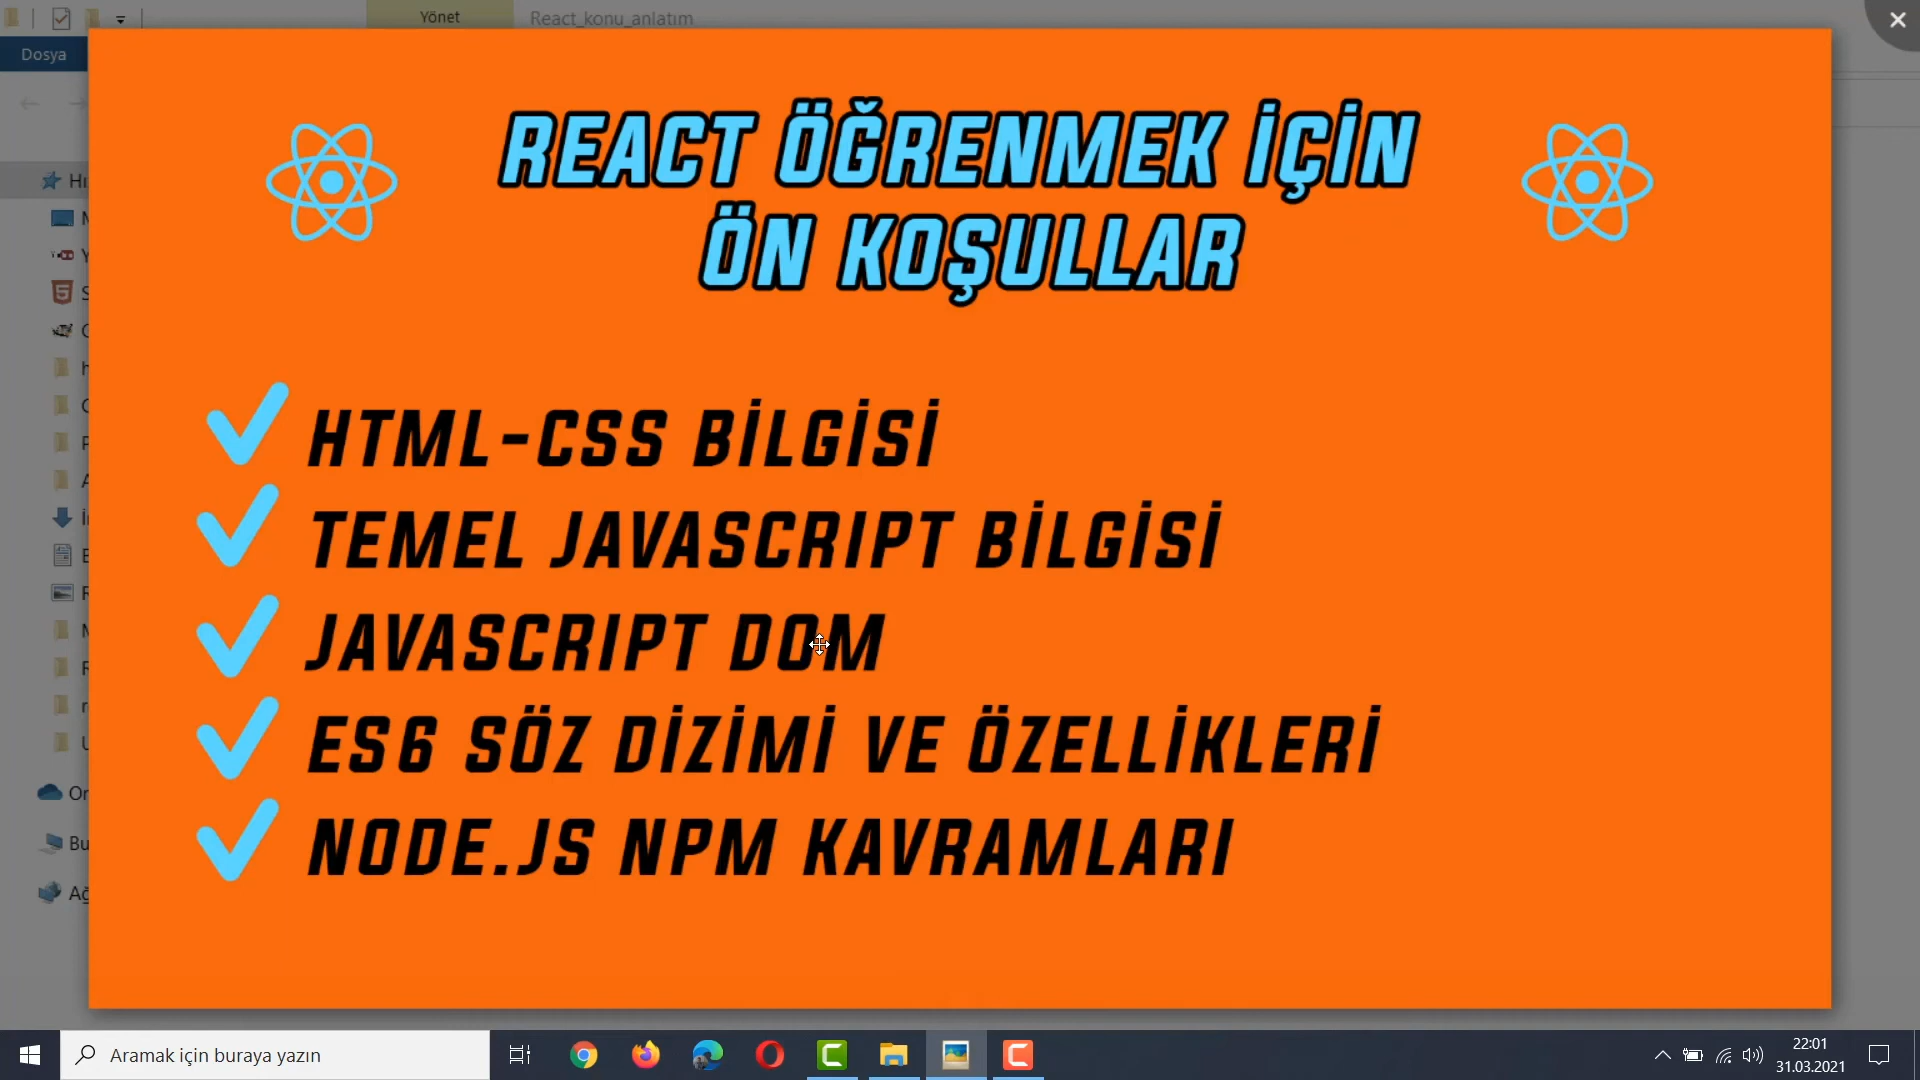 Yönet
React_konu_anlatım
Dosya
REACT ÖĞRENMEK İÇİN
ÖN KOŞULLAR
HTML-CSS BİLGİSİ
TEMEL JAVASCRIPT BİLGİSİ
JAVASCRIPT DOM
ES6 SÖZ DİZİMİ VE ÖZELLİKLERİ
NODE.JS NPM KAVRAMLARI
Aramak için buraya yazın
22:01
31.03.2021